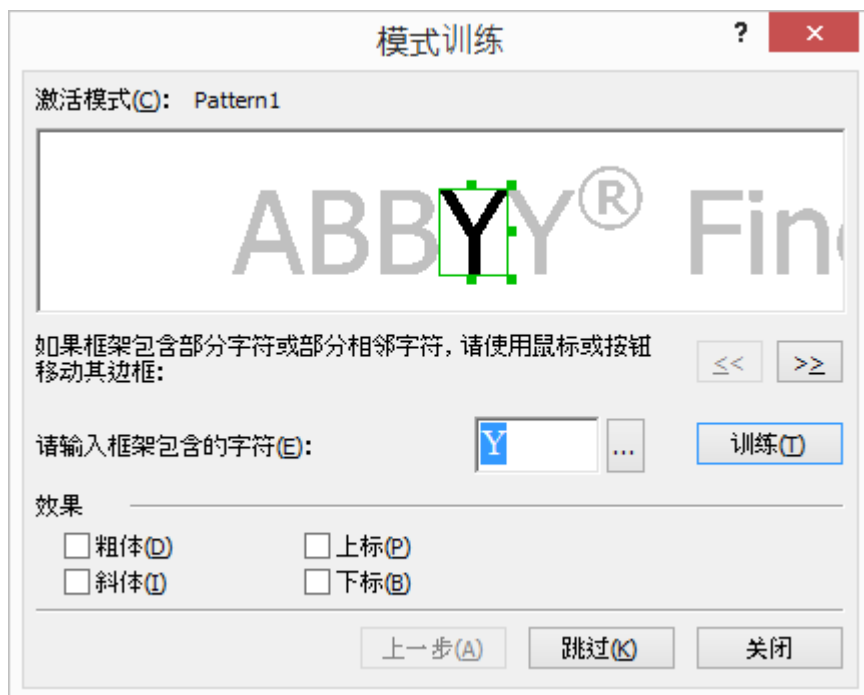 模式训练 ? ×
激活模式(C): Pattern1
ABBYY® Fin
如果框架包含部分字符或部分相邻字符, 请使用鼠标或按钮
移动其边框:
<< >>
请输入框架包含的字符(E): Y ... 训练(T)
效果
粗体(D) 上标(P)
斜体(I) 下标(B)
上一步(A) 跳过(K) 关闭